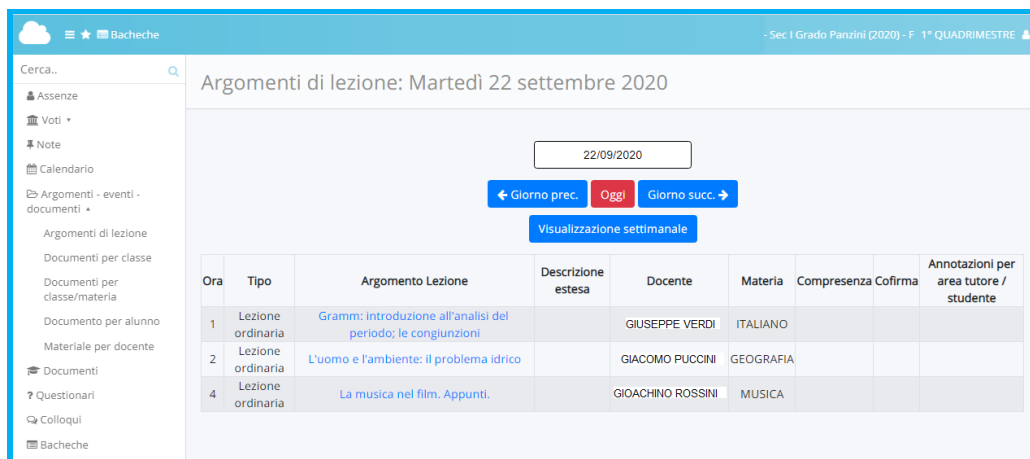 Bacheche
- Sec I Grado Panzini (2020) - F 1° QUADRIMESTRE
Cerca..
Assenze
Voti
Note
Calendario
Argomenti - eventi -
documenti
Argomenti di lezione
Documenti per classe
Documenti per
classe/materia
Documento per alunno
Materiale per docente
Documenti
? Questionari
Colloqui
Bacheche
Argomenti di lezione: Martedì 22 settembre 2020
22/09/2020
Giorno prec. Oggi Giorno succ.
Visualizzazione settimanale
Ora Tipo Argomento Lezione Descrizione estesa Docente Materia Compresenza Cofirma Annotazioni per area tutore / studente
1 Lezione ordinaria Gramm: introduzione all'analisi del periodo; le congiunzioni GIUSEPPE VERDI ITALIANO
2 Lezione ordinaria L'uomo e l'ambiente: il problema idrico GIACOMO PUCCINI GEOGRAFIA
4 Lezione ordinaria La musica nel film. Appunti. GIOACHINO ROSSINI MUSICA